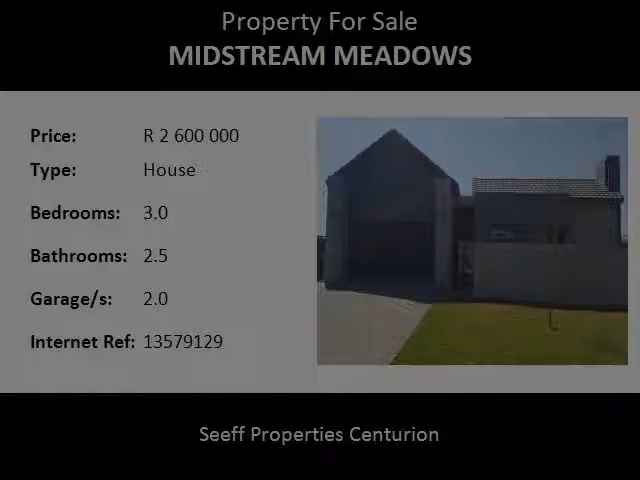 Property For Sale
MIDSTREAM MEADOWS
Price: R 2 600 000
Type: House
Bedrooms: 3.0
Bathrooms: 2.5
Garage/s: 2.0
Internet Ref: 13579129
Seeff Properties Centurion